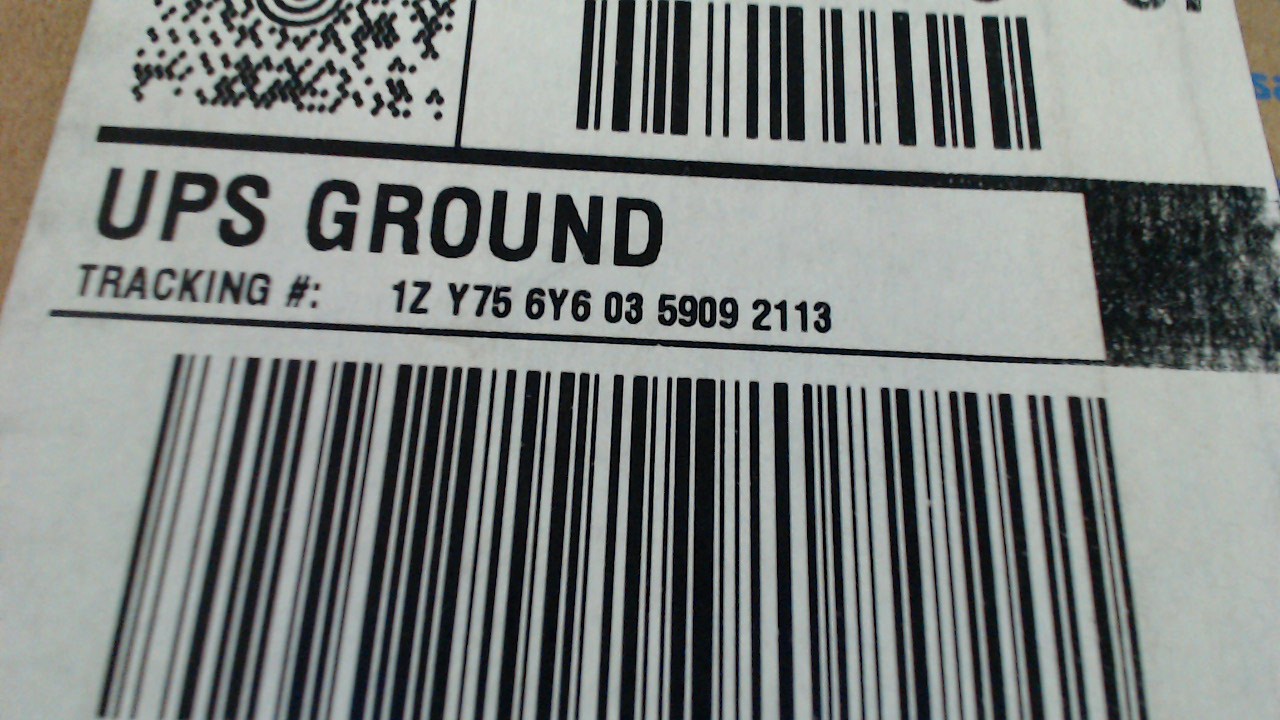 UPS GROUND
TRACKING #: 1Z Y75 6Y6 03 5909 2113